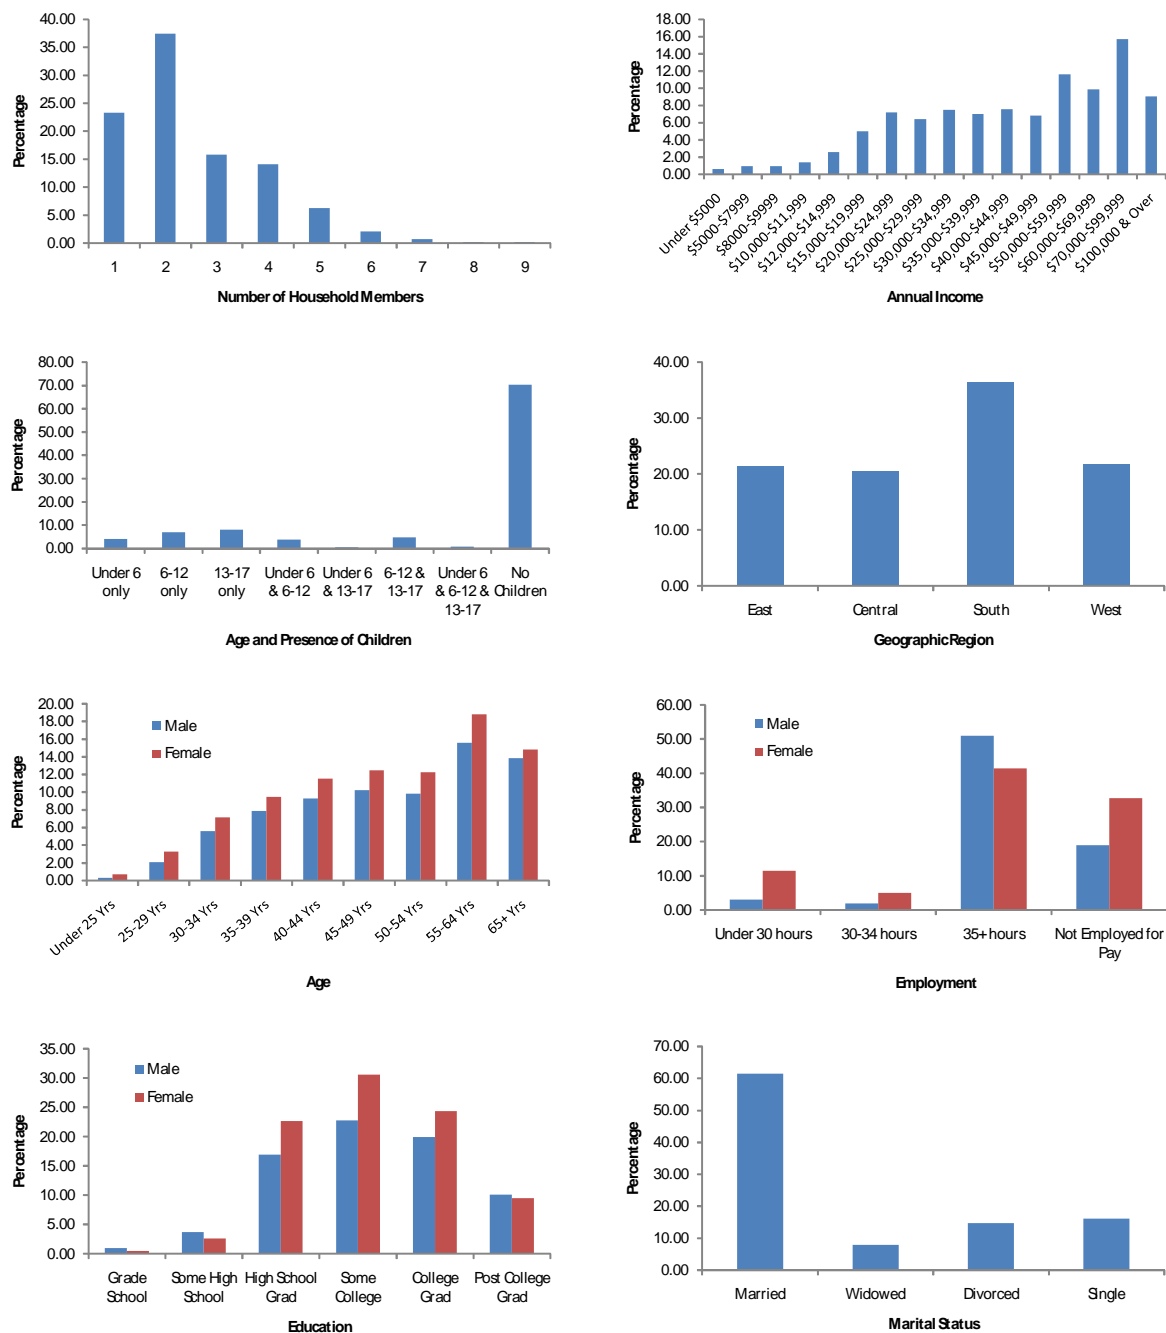 40.00
35.00
30.00
25.00
20.00
15.00
10.00
5.00
0.00
Percentage
1 2 3 4 5 6 7 8 9
Number of Household Members
18.00
16.00
14.00
12.00
10.00
8.00
6.00
4.00
2.00
0.00
Percentage
Under $5000
$5000-$7999
$8000-$9999
$10,000-$11,999
$12,000-$14,999
$15,000-$19,999
$20,000-$24,999
$25,000-$29,999
$30,000-$34,999
$35,000-$39,999
$40,000-$44,999
$45,000-$49,999
$50,000-$59,999
$60,000-$69,999
$70,000-$99,999
$100,000 & Over
Annual Income
80.00
70.00
60.00
50.00
40.00
30.00
20.00
10.00
0.00
Percentage
Under 6 only
6-12 only
13-17 only
Under 6 & 6-12
Under 6 & 13-17
6-12 & 13-17
Under 6 & 6-12 & 13-17
No Children
Age and Presence of Children
40.00
30.00
20.00
10.00
0.00
Percentage
East Central South West
Geographic Region
20.00
18.00
16.00
14.00
12.00
10.00
8.00
6.00
4.00
2.00
0.00
Percentage
Male
Female
Under 25 Yrs
25-29 Yrs
30-34 Yrs
35-39 Yrs
40-44 Yrs
45-49 Yrs
50-54 Yrs
55-64 Yrs
65+ Yrs
Age
60.00
50.00
40.00
30.00
20.00
10.00
0.00
Percentage
Male
Female
Under 30 hours
30-34 hours
35+ hours
Not Employed for Pay
Employment
35.00
30.00
25.00
20.00
15.00
10.00
5.00
0.00
Percentage
Male
Female
Grade School
Some High School
High School Grad
Some College
College Grad
Post College Grad
Education
70.00
60.00
50.00
40.00
30.00
20.00
10.00
0.00
Percentage
Married Widowed Divorced Single
Marital Status